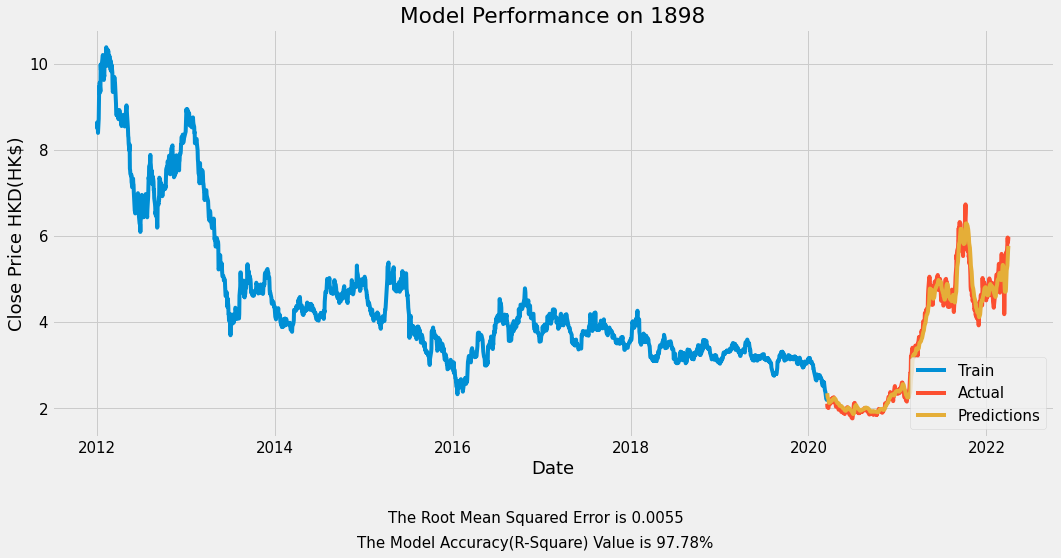 Model Performance on 1898
Close Price HKD(HK$)
10
8
6
4
2
Train
Actual
Predictions
2012 2014 2016 2018 2020 2022
Date
The Root Mean Squared Error is 0.0055
The Model Accuracy(R-Square) Value is 97.78%